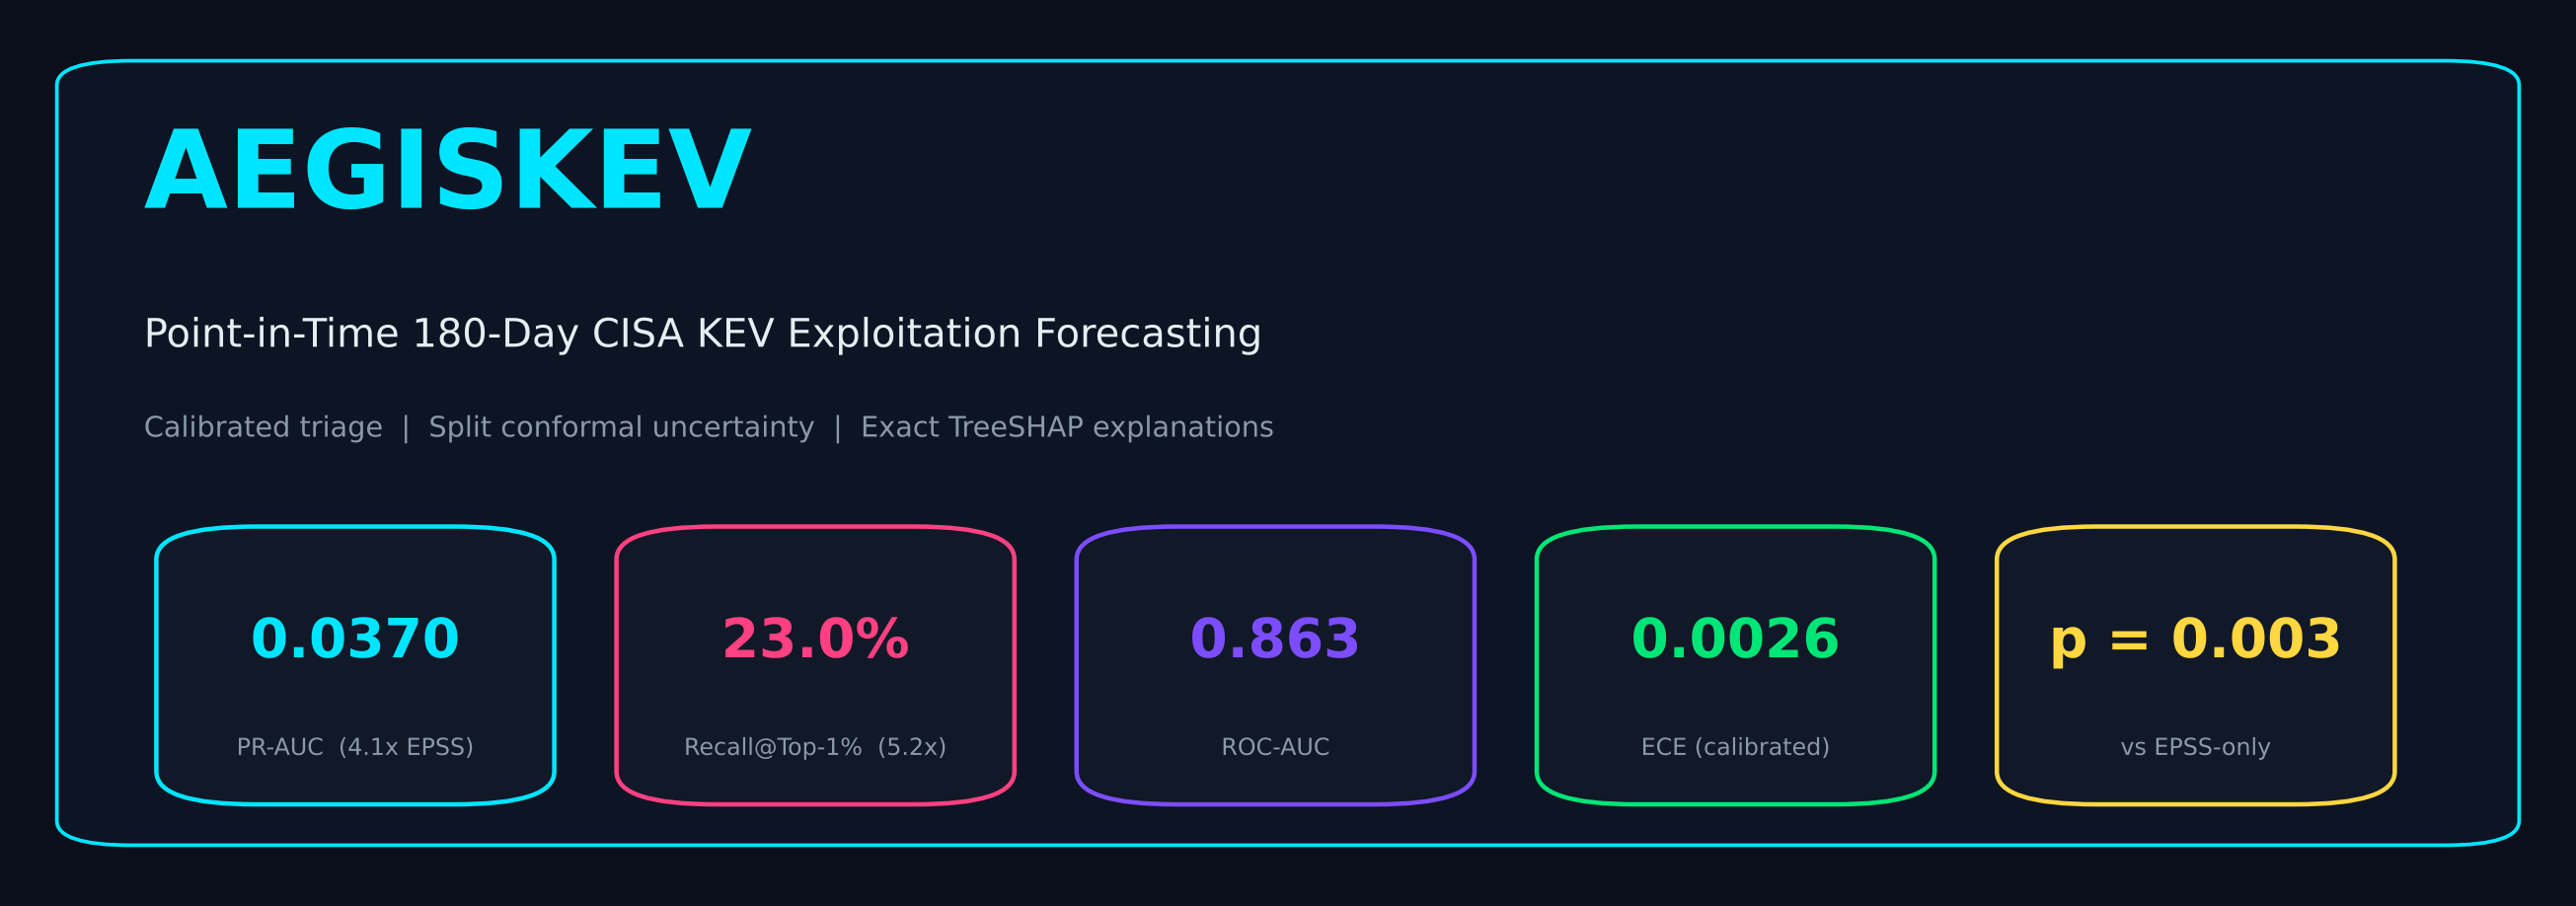 AEGISKEV
Point-in-Time 180-Day CISA KEV Exploitation Forecasting
Calibrated triage | Split conformal uncertainty | Exact TreeSHAP explanations
0.0370
PR-AUC (4.1x EPSS)
23.0%
Recall@Top-1% (5.2x)
0.863
ROC-AUC
0.0026
ECE (calibrated)
p = 0.003
vs EPSS-only